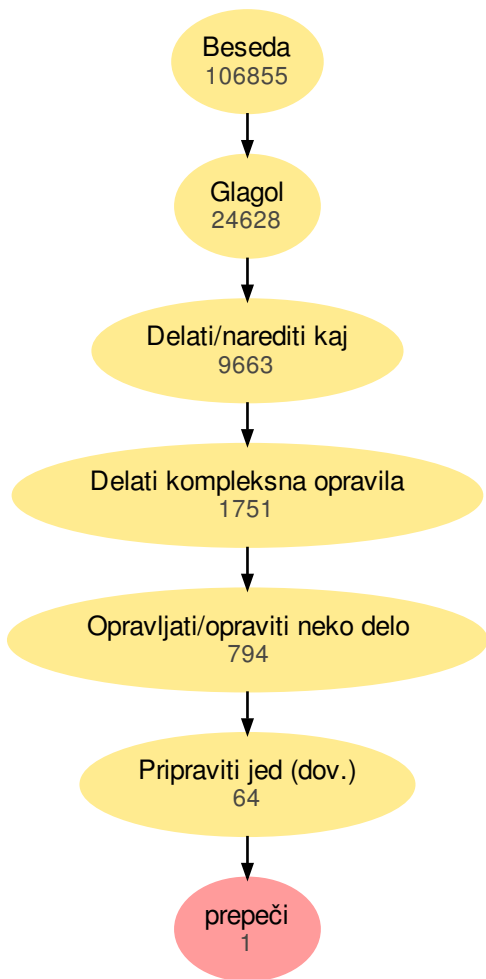 Beseda
106855
Glagol
24628
Delati/narediti kaj
9663
Delati kompleksna opravila
1751
Opravljati/opraviti neko delo
794
Pripraviti jed (dov.)
64
prepeči
1